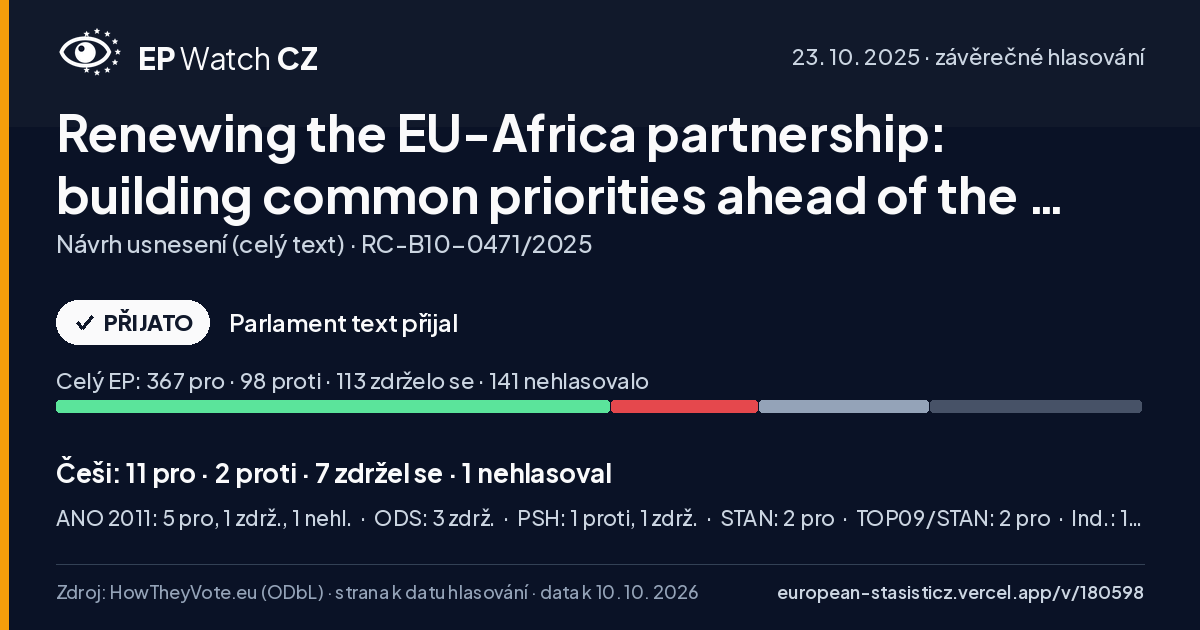 EP Watch CZ
23. 10. 2025 · závěrečné hlasování
Renewing the EU–Africa partnership:
building common priorities ahead of the …
Návrh usnesení (celý text) · RC-B10-0471/2025
✓ PŘIJATO
Parlament text přijal
Celý EP: 367 pro · 98 proti · 113 zdrželo se · 141 nehlasovalo
Češi: 11 pro · 2 proti · 7 zdržel se · 1 nehlasoval
ANO 2011: 5 pro, 1 zdrž., 1 nehl. · ODS: 3 zdrž. · PSH: 1 proti, 1 zdrž. · STAN: 2 pro · TOP09/STAN: 2 pro · Ind.: 1…
Zdroj: HowTheyVote.eu (ODbL) · strana k datu hlasování · data k 10. 10. 2026
european-stasisticz.vercel.app/v/180598